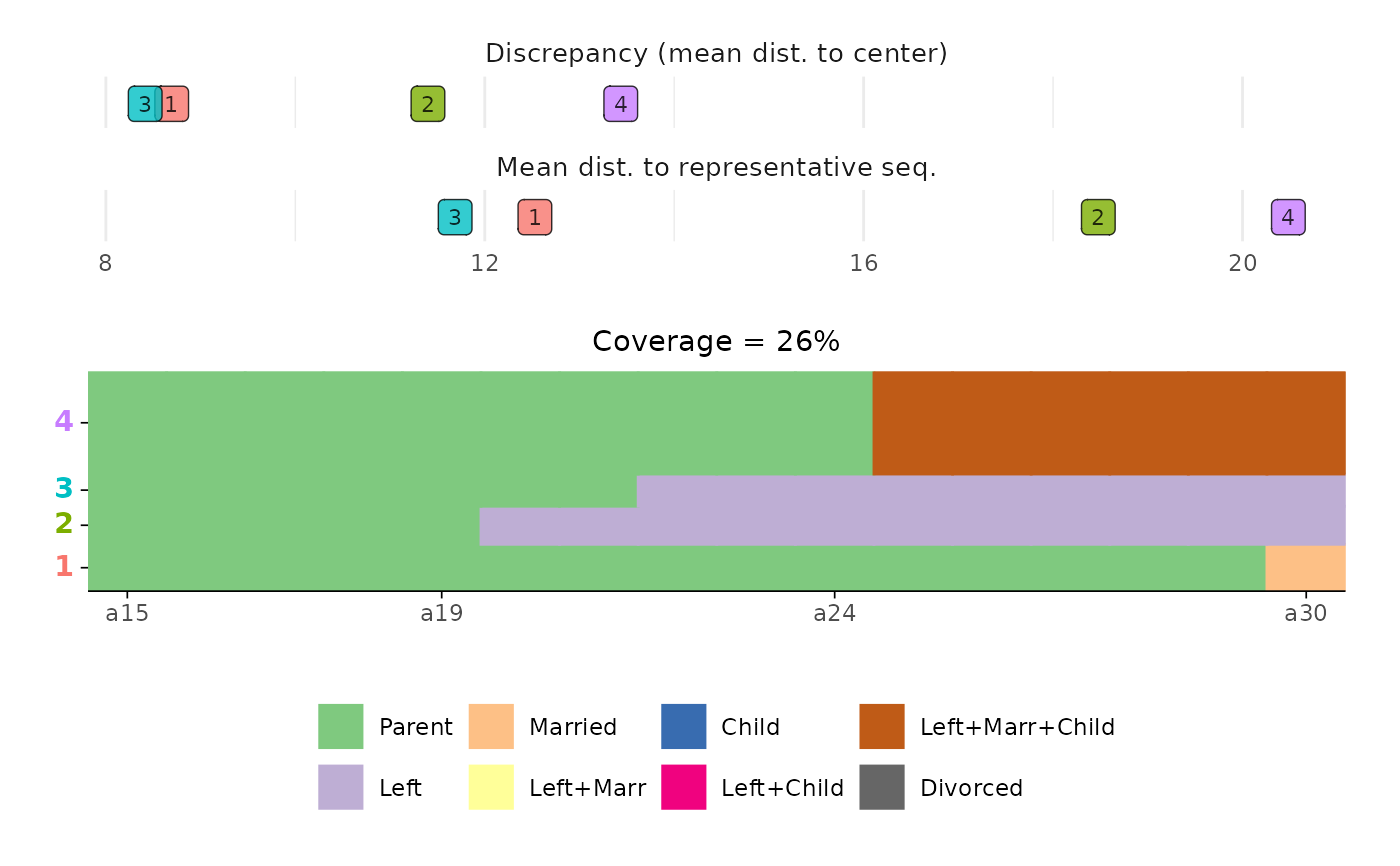 Discrepancy (mean dist. to center)
3 1 2 4
Mean dist. to representative seq.
3 1 2 4
8 12 16 20
Coverage = 26%
4
3
2
1
a15 a19 a24 a30
Parent Married Child Left+Marr+Child
Left Left+Marr Left+Child Divorced